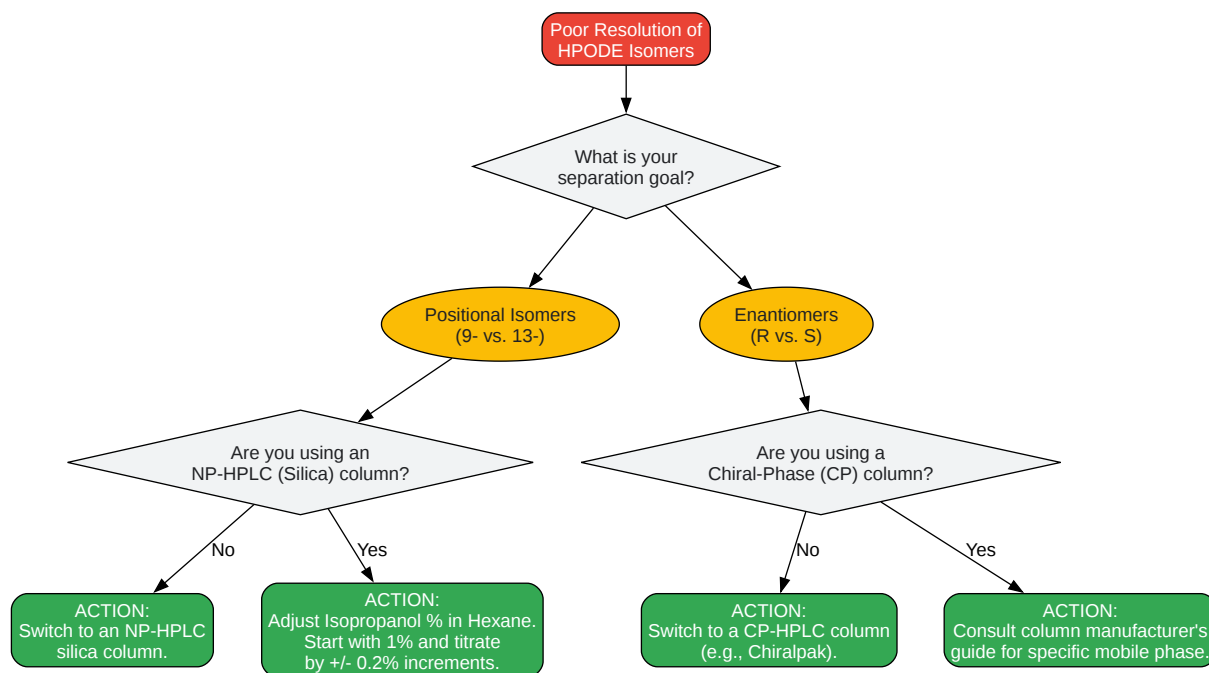 Poor Resolution of
HPODE Isomers
What is your
separation goal?
Positional Isomers
(9- vs. 13-)
Enantiomers
(R vs. S)
Are you using an
NP-HPLC (Silica) column?
Are you using a
Chiral-Phase (CP) column?
No
Yes
No
Yes
ACTION:
Switch to an NP-HPLC
silica column.
ACTION:
Adjust Isopropanol % in Hexane.
Start with 1% and titrate
by +/- 0.2% increments.
ACTION:
Switch to a CP-HPLC column
(e.g., Chiralpak).
ACTION:
Consult column manufacturer's
guide for specific mobile phase.